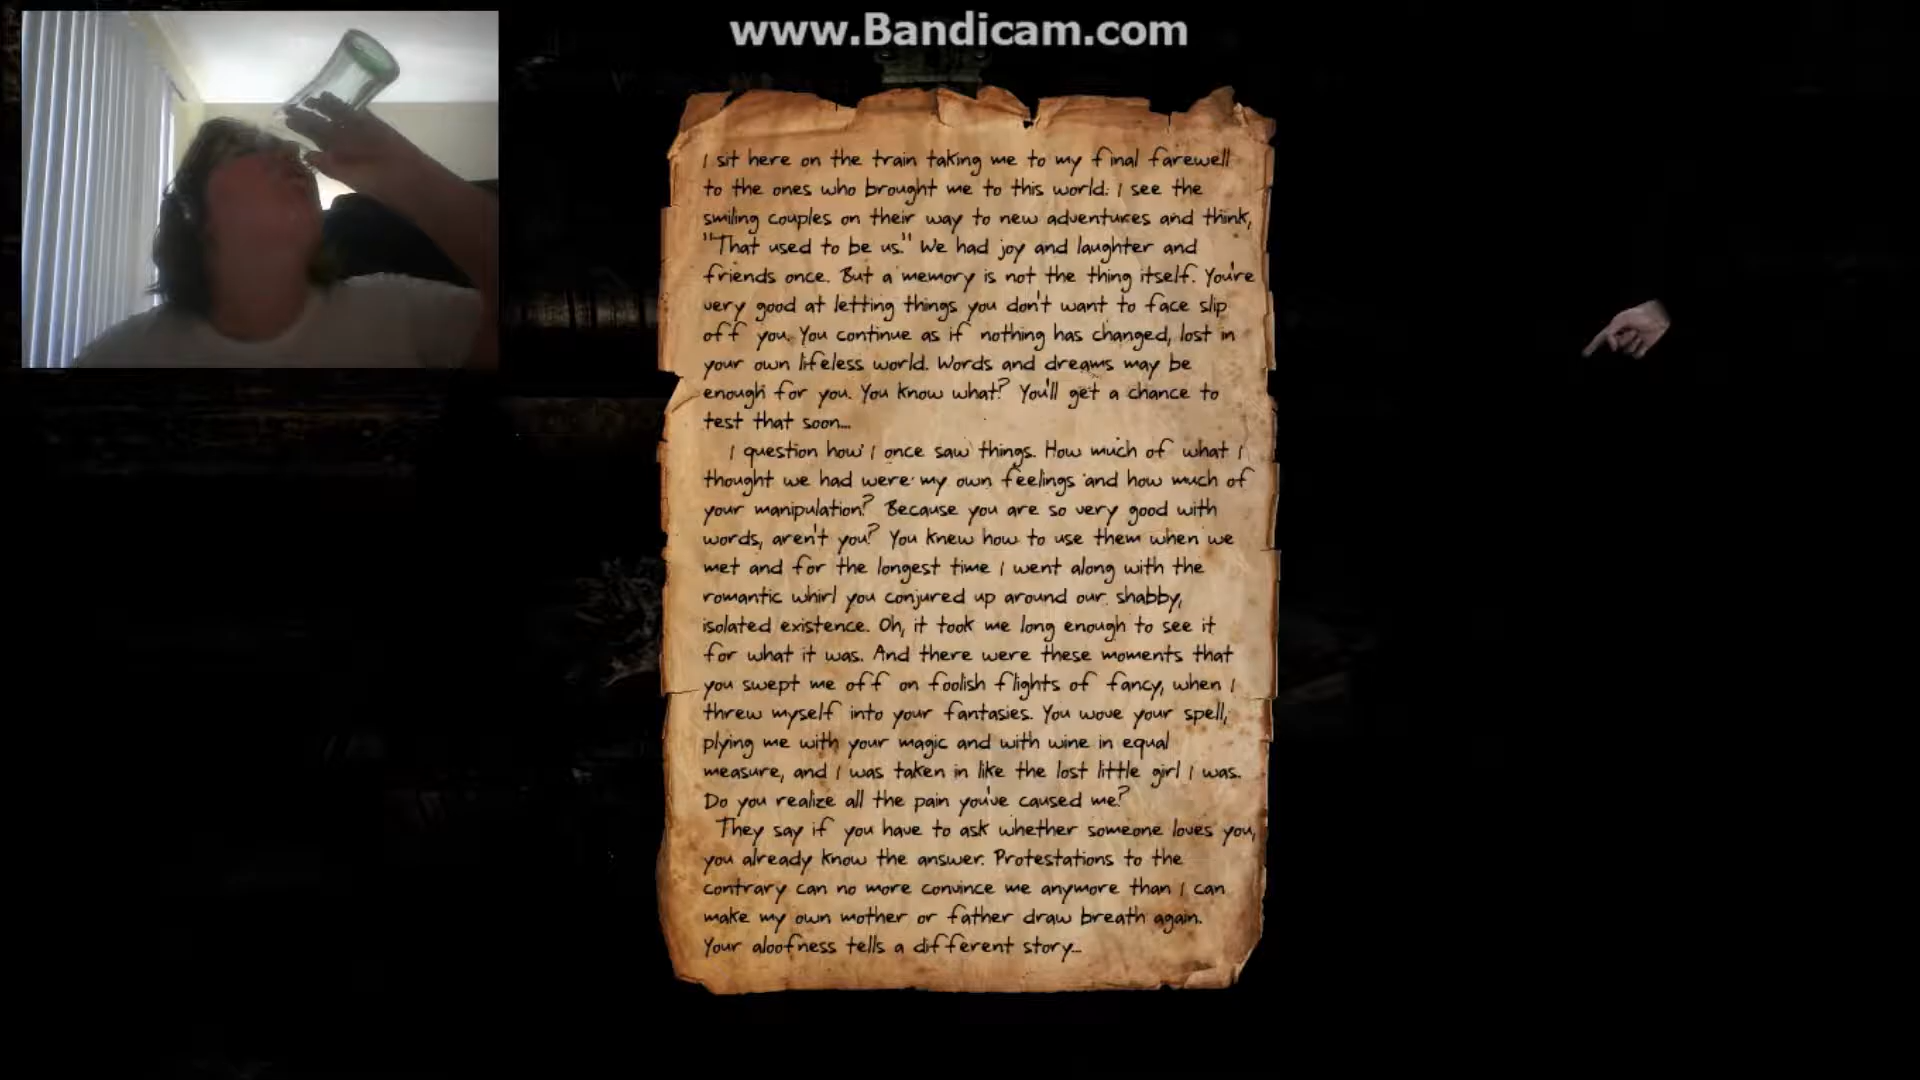 www.Bandicam.com
I sit here on the train taking me to my final farewell
to the ones who brought me to this world. I see the
smiling couples on their way to new adventures and think,
"That used to be us." We had joy and laughter and
friends once. But a memory is not the thing itself. You're
very good at letting things you don't want to face slip
off you. You continue as if nothing has changed, lost in
your own lifeless world. Words and dreams may be
enough for you. You know what? You'll get a chance to
test that soon...
I question how I once saw things. How much of what I
thought we had were my own feelings and how much of
your manipulation? Because you are so very good with
words, aren't you? You knew how to use them when we
met and for the longest time I went along with the
romantic whirl you conjured up around our shabby,
isolated existence. Oh, it took me long enough to see it
for what it was. And there were these moments that
you swept me off on foolish flights of fancy, when I
threw myself into your fantasies. You wove your spell,
plying me with your magic and with wine in equal
measure, and I was taken in like the lost little girl I was.
Do you realize all the pain you've caused me?
They say if you have to ask whether someone loves you,
you already know the answer. Protestations to the
contrary can no more convince me anymore than I can
make my own mother or father draw breath again.
Your aloofness tells a different story...